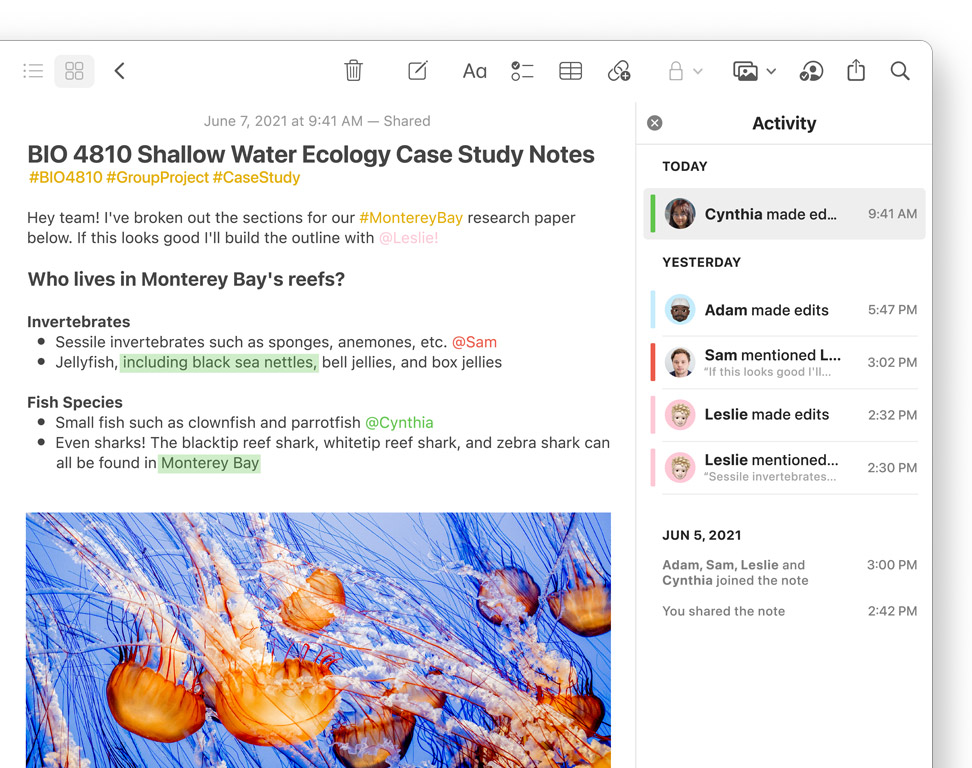 Aa
June 7, 2021 at 9:41 AM — Shared
BIO 4810 Shallow Water Ecology Case Study Notes
#BIO4810 #GroupProject #CaseStudy
Hey team! I've broken out the sections for our #MontereyBay research paper
below. If this looks good I'll build the outline with @Leslie!
Who lives in Monterey Bay's reefs?
Invertebrates
• Sessile invertebrates such as sponges, anemones, etc. @Sam
• Jellyfish, including black sea nettles, bell jellies, and box jellies
Fish Species
• Small fish such as clownfish and parrotfish @Cynthia
• Even sharks! The blacktip reef shark, whitetip reef shark, and zebra shark can
all be found in Monterey Bay
Activity
TODAY
Cynthia made ed... 9:41 AM
YESTERDAY
Adam made edits 5:47 PM
Sam mentioned L... 3:02 PM
“If this looks good I'll...
Leslie made edits 2:32 PM
Leslie mentioned... 2:30 PM
“Sessile invertebrates...
JUN 5, 2021
Adam, Sam, Leslie and 3:00 PM
Cynthia joined the note
You shared the note 2:42 PM